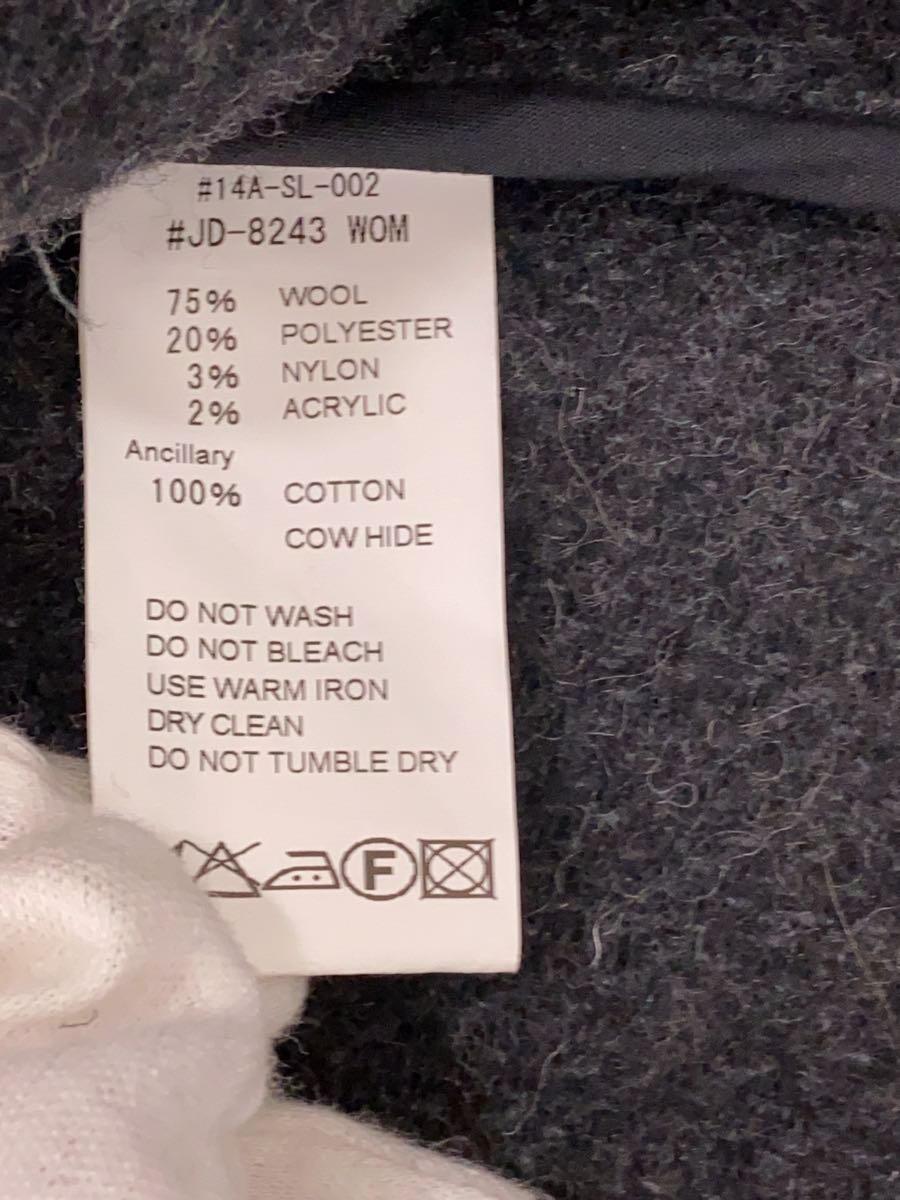 #14A-SL-002
#JD-8243 WOM
75% WOOL
20% POLYESTER
3% NYLON
2% ACRYLIC
Ancillary
100% COTTON
COW HIDE
DO NOT WASH
DO NOT BLEACH
USE WARM IRON
DRY CLEAN
DO NOT TUMBLE DRY
F